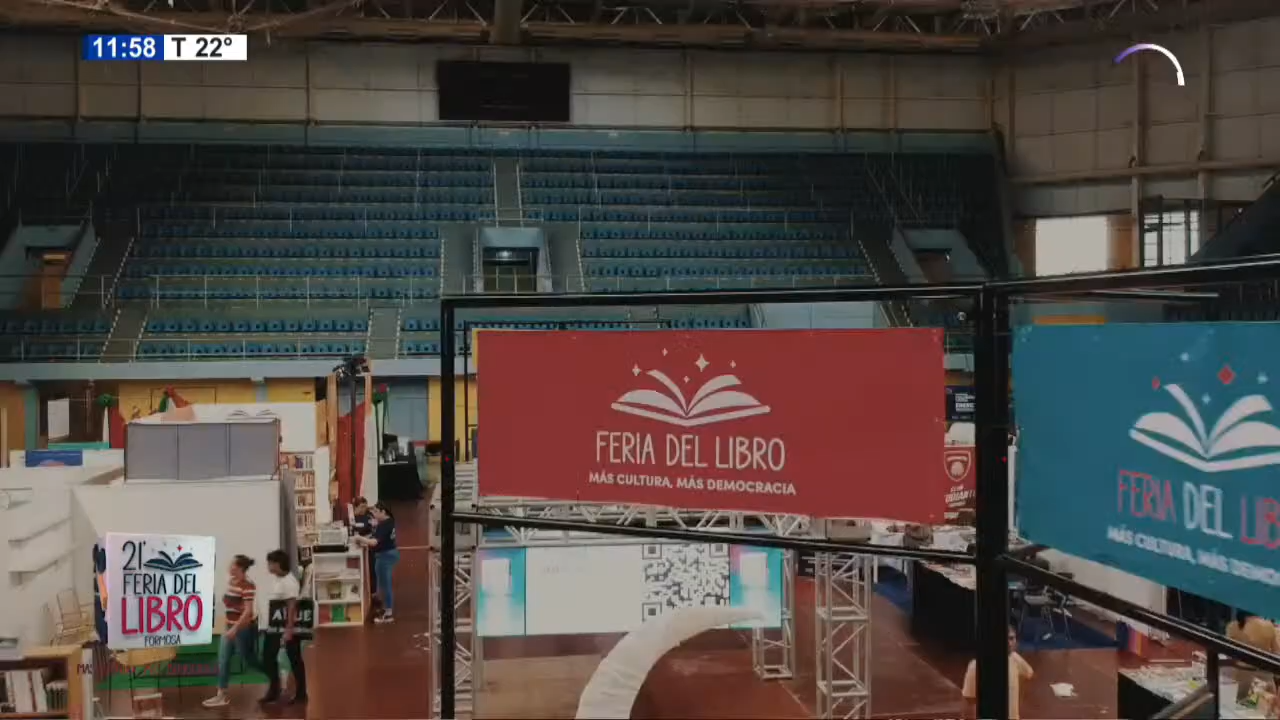 11:58 T 22°
FERIA DEL LIBRO
MÁS CULTURA, MÁS DEMOCRACIA
FERIA DEL LIB
MÁS CULTURA, MÁS DEMOC
21ª
FERIA DEL
LIBRO
FORMOSA